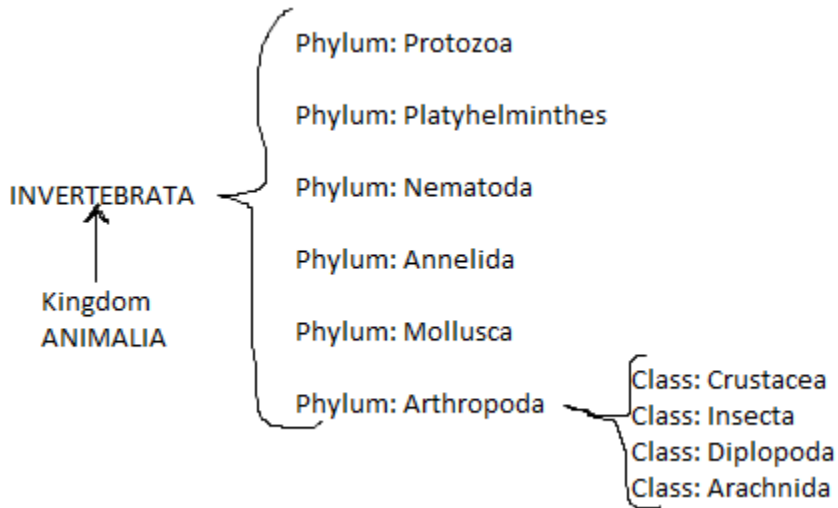 Phylum: Protozoa
Phylum: Platyhelminthes
INVERTEBRATA
Phylum: Nematoda
Phylum: Annelida
Kingdom
ANIMALIA
Phylum: Mollusca
Phylum: Arthropoda
Class: Crustacea
Class: Insecta
Class: Diplopoda
Class: Arachnida